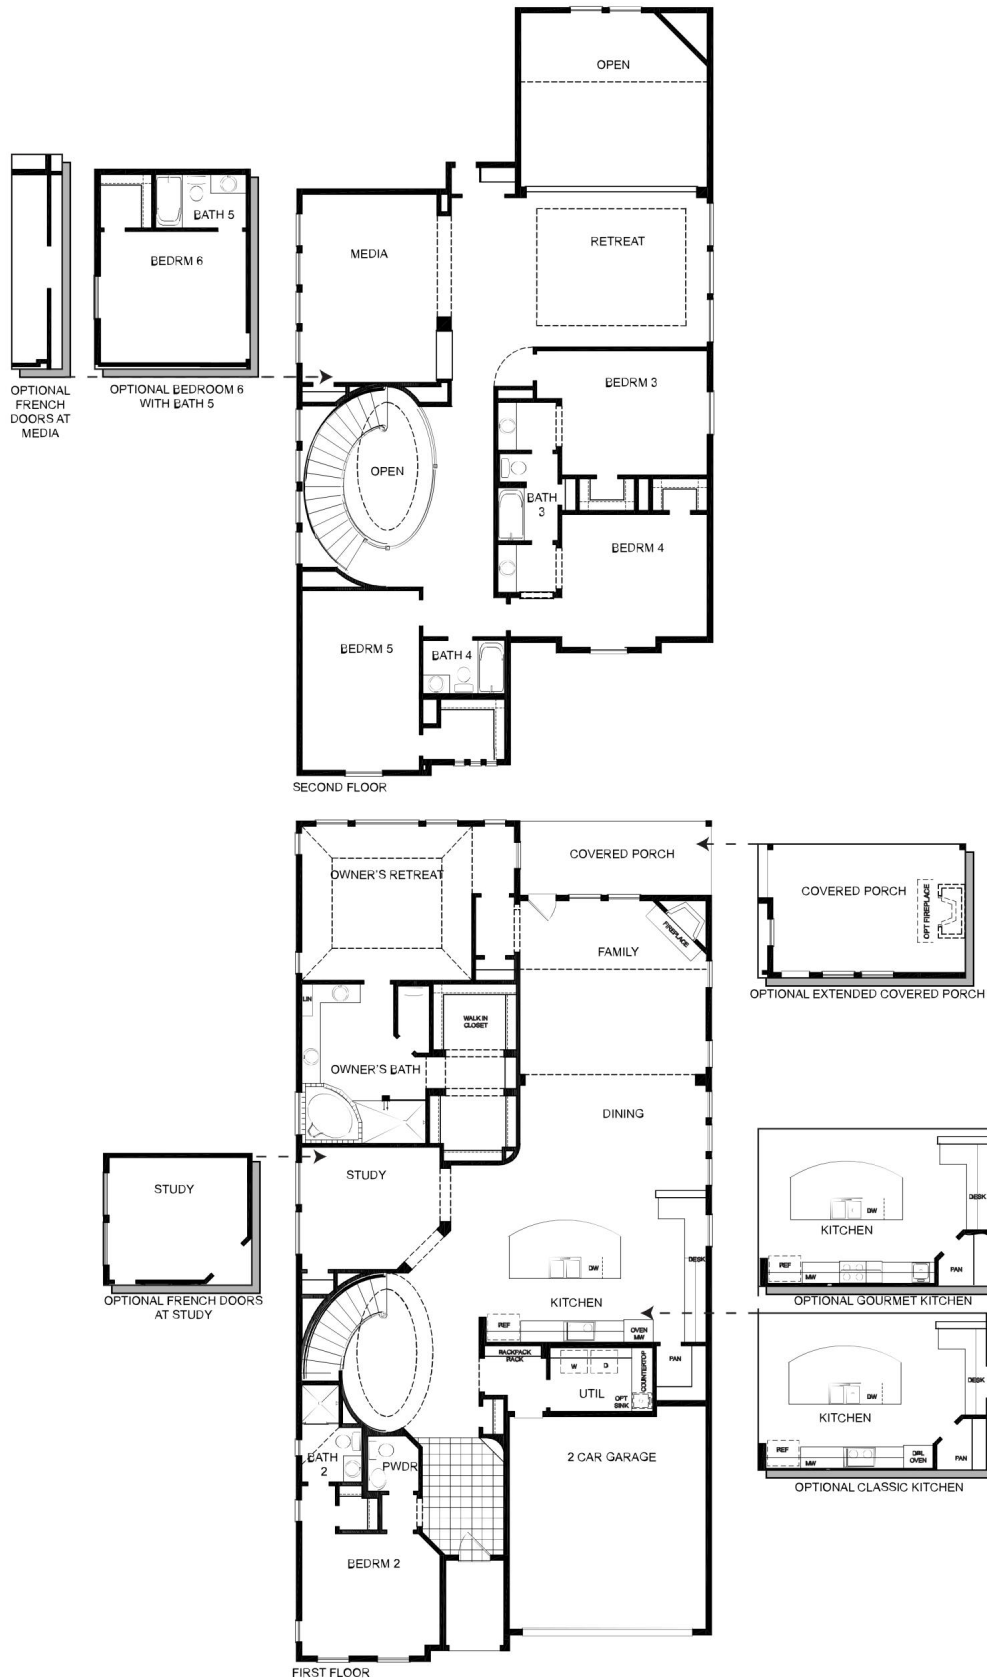 OPEN
BATH 5
BEDRM 6
MEDIA
RETREAT
OPTIONAL
FRENCH
DOORS AT
MEDIA
OPTIONAL BEDROOM 6
WITH BATH 5
BEDRM 3
OPEN
BATH
3
BEDRM 4
BEDRM 5
BATH 4
SECOND FLOOR
COVERED PORCH
OWNER'S RETREAT
COVERED PORCH
OPT FIREPLACE
FIREPLACE
FAMILY
OPTIONAL EXTENDED COVERED PORCH
LIN
WALK IN
CLOSET
OWNER'S BATH
DINING
STUDY
STUDY
DESK
DW
KITCHEN
REF
MW
PAN
OPTIONAL GOURMET KITCHEN
OPTIONAL FRENCH DOORS
AT STUDY
DW
DESK
KITCHEN
REF
OVEN
MW
BACKPACK
RACK
W
D
COUNTERTOP
PAN
UTIL
OPT
SINK
DESK
DW
KITCHEN
REF
MW
DBL
OVEN
PAN
OPTIONAL CLASSIC KITCHEN
BATH
2
PWDR
2 CAR GARAGE
BEDRM 2
FIRST FLOOR